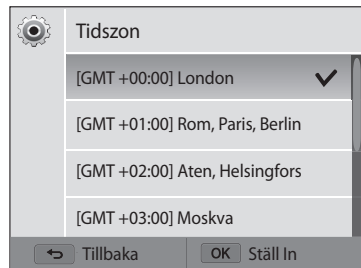 Tidszon
[GMT +00:00] London
[GMT +01:00] Rom, Paris, Berlin
[GMT +02:00] Aten, Helsingfors
[GMT +03:00] Moskva
Tillbaka OK Ställ In